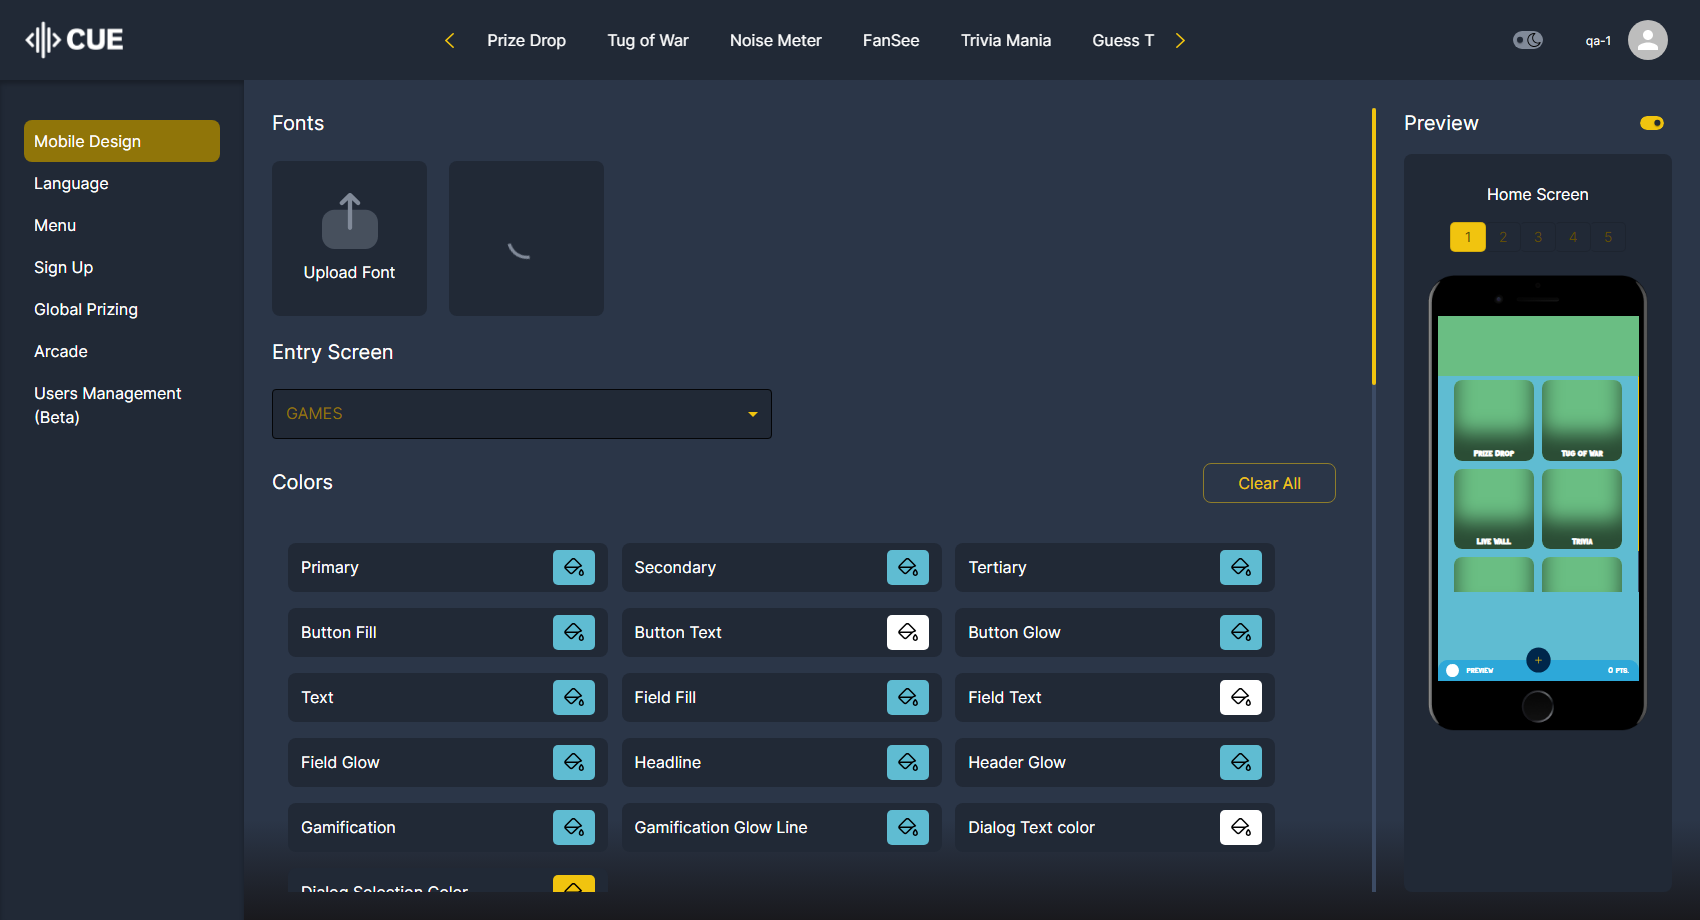 CUE
Prize Drop
Tug of War
Noise Meter
FanSee
Trivia Mania
Guess T
qa-1
Mobile Design
Language
Menu
Sign Up
Global Prizing
Arcade
Users Management
(Beta)
Fonts
Upload Font
Entry Screen
GAMES
Colors
Clear All
Primary
Secondary
Tertiary
Button Fill
Button Text
Button Glow
Text
Field Fill
Field Text
Field Glow
Headline
Header Glow
Gamification
Gamification Glow Line
Dialog Text color
Dialog Selection Color
Preview
Home Screen
1 2 3 4 5
PRIZE DROP
TUG OF WAR
LIVE WALL
TRIVIA
PREVIEW
0 PTS.